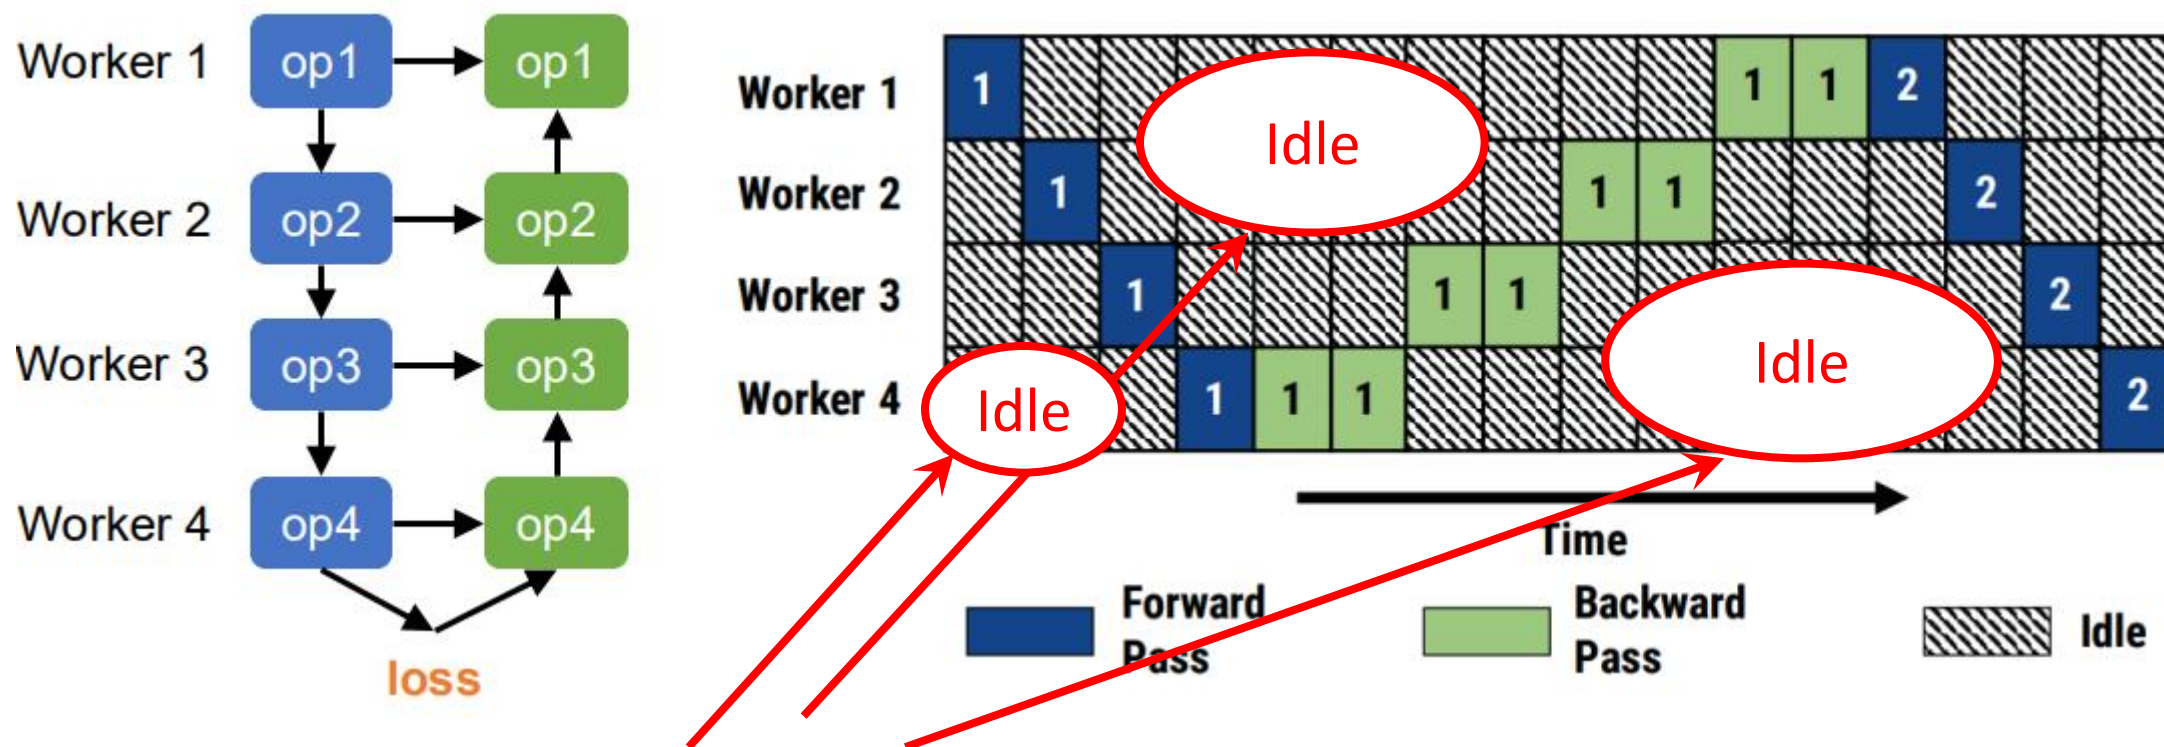 Worker 1
op1
op1
Worker 2
op2
op2
Worker 3
op3
op3
Worker 4
op4
op4
loss
Worker 1
1
1
1
2
Idle
Worker 2
1
1
1
2
Worker 3
1
1
1
2
Idle
Worker 4
Idle
1
1
1
2
Time
Forward
Pass
Backward
Pass
Idle